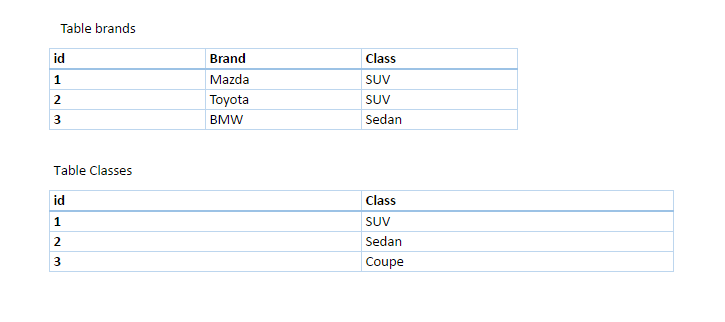 Table brands
id Brand Class
1 Mazda SUV
2 Toyota SUV
3 BMW Sedan
Table Classes
id Class
1 SUV
2 Sedan
3 Coupe